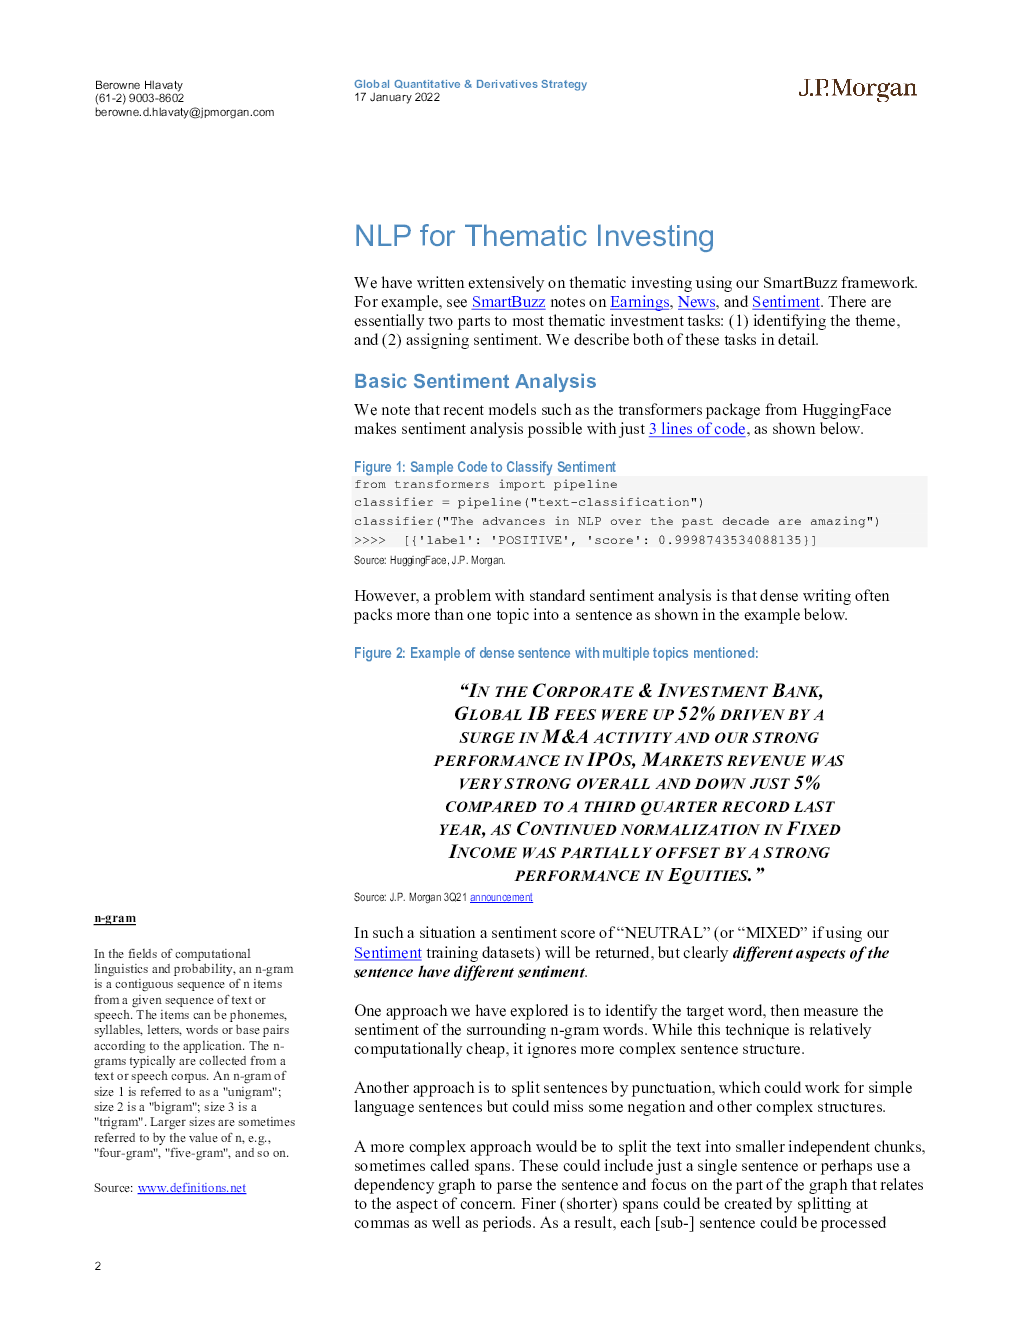 Berowne Hlavaty
(61-2) 9003-8602
berowne.d.hlavaty@jpmorgan.com
Global Quantitative & Derivatives Strategy
17 January 2022
J.P.Morgan
NLP for Thematic Investing
We have written extensively on thematic investing using our SmartBuzz framework.
For example, see SmartBuzz notes on Earnings, News, and Sentiment. There are
essentially two parts to most thematic investment tasks: (1) identifying the theme,
and (2) assigning sentiment. We describe both of these tasks in detail.
Basic Sentiment Analysis
We note that recent models such as the transformers package from HuggingFace
makes sentiment analysis possible with just 3 lines of code, as shown below.
Figure 1: Sample Code to Classify Sentiment
from transformers import pipeline
classifier = pipeline("text-classification")
classifier("The advances in NLP over the past decade are amazing")
>>>> [{'label': 'POSITIVE', 'score': 0.9998743534088135}]
Source: HuggingFace, J.P. Morgan.
However, a problem with standard sentiment analysis is that dense writing often
packs more than one topic into a sentence as shown in the example below.
Figure 2: Example of dense sentence with multiple topics mentioned:
“IN THE CORPORATE & INVESTMENT BANK,
GLOBAL IB FEES WERE UP 52% DRIVEN BY A
SURGE IN M&A ACTIVITY AND OUR STRONG
PERFORMANCE IN IPOS, MARKETS REVENUE WAS
VERY STRONG OVERALL AND DOWN JUST 5%
COMPARED TO A THIRD QUARTER RECORD LAST
YEAR, AS CONTINUED NORMALIZATION IN FIXED
INCOME WAS PARTIALLY OFFSET BY A STRONG
PERFORMANCE IN EQUITIES.”
Source: J.P. Morgan 3Q21 announcement
In such a situation a sentiment score of “NEUTRAL” (or “MIXED” if using our
Sentiment training datasets) will be returned, but clearly different aspects of the
sentence have different sentiment.
One approach we have explored is to identify the target word, then measure the
sentiment of the surrounding n-gram words. While this technique is relatively
computationally cheap, it ignores more complex sentence structure.
Another approach is to split sentences by punctuation, which could work for simple
language sentences but could miss some negation and other complex structures.
A more complex approach would be to split the text into smaller independent chunks,
sometimes called spans. These could include just a single sentence or perhaps use a
dependency graph to parse the sentence and focus on the part of the graph that relates
to the aspect of concern. Finer (shorter) spans could be created by splitting at
commas as well as periods. As a result, each [sub-] sentence could be processed
n-gram
In the fields of computational
linguistics and probability, an n-gram
is a contiguous sequence of n items
from a given sequence of text or
speech. The items can be phonemes,
syllables, letters, words or base pairs
according to the application. The n-
grams typically are collected from a
text or speech corpus. An n-gram of
size 1 is referred to as a "unigram";
size 2 is a "bigram"; size 3 is a
"trigram". Larger sizes are sometimes
referred to by the value of n, e.g.,
"four-gram", "five-gram", and so on.
Source: www.definitions.net
2